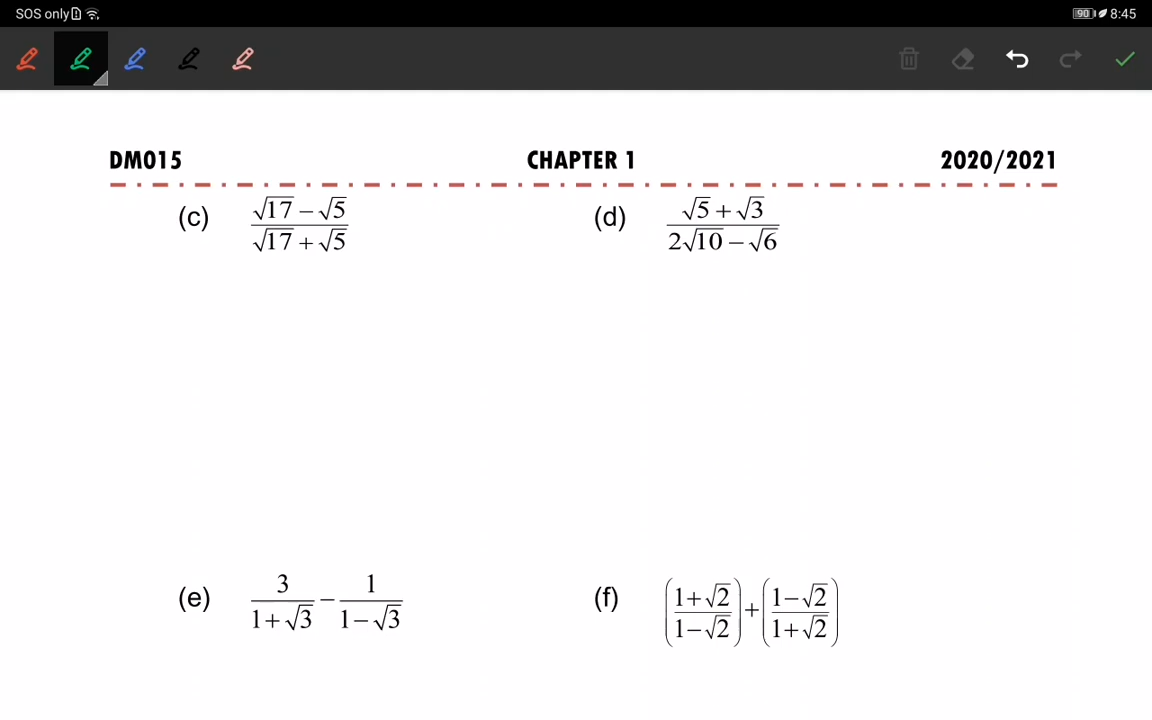 SOS only 90 8:45
DM015 CHAPTER 1 2020/2021
(c) (√17 − √5)/(√17 + √5) (d) (√5 + √3)/(2√10 − √6)
(e) 3/(1 + √3) − 1/(1 − √3) (f) ((1+√2)/(1−√2)) + ((1−√2)/(1+√2))